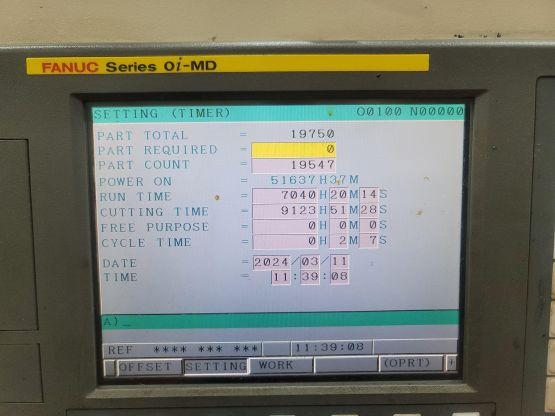 FANUC Series 0i-MD
SETTING (TIMER) O0100 N00000
PART TOTAL = 19750
PART REQUIRED = 0
PART COUNT = 19547
POWER ON = 51637H37M
RUN TIME = 7040H20M14S
CUTTING TIME = 9123H51M28S
FREE PURPOSE = 0H 0M 0S
CYCLE TIME = 0H 2M 7S
DATE = 2024/03/11
TIME = 11:39:08
A)_
REF **** *** *** 11:39:08
OFFSET SETTING WORK (OPRT) +